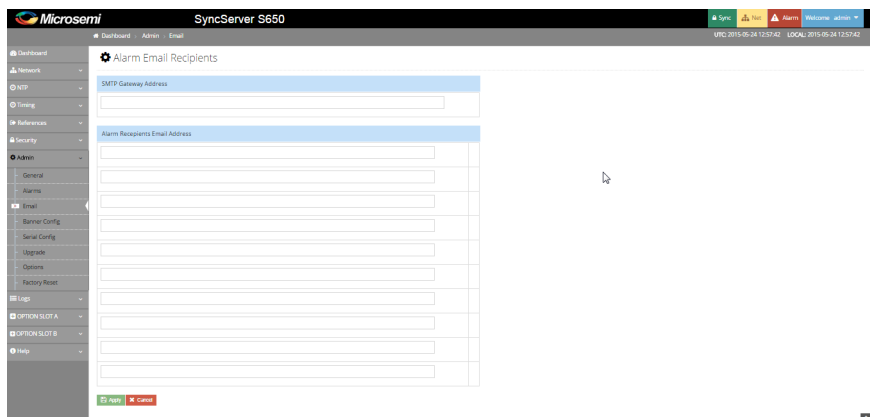 Microsemi
SyncServer S650
Sync Net Alarm Welcome admin
Dashboard Admin Email
UTC: 2015-05-24 12:57:42 LOCAL: 2015-05-24 12:57:42
Dashboard
Network
NTP
Timing
References
Security
Admin
General
Alarms
Email
Banner Config
Serial Config
Upgrade
Options
Factory Reset
Logs
OPTION SLOT A
OPTION SLOT B
Help
Alarm Email Recipients
SMTP Gateway Address
Alarm Recepients Email Address
Apply Cancel